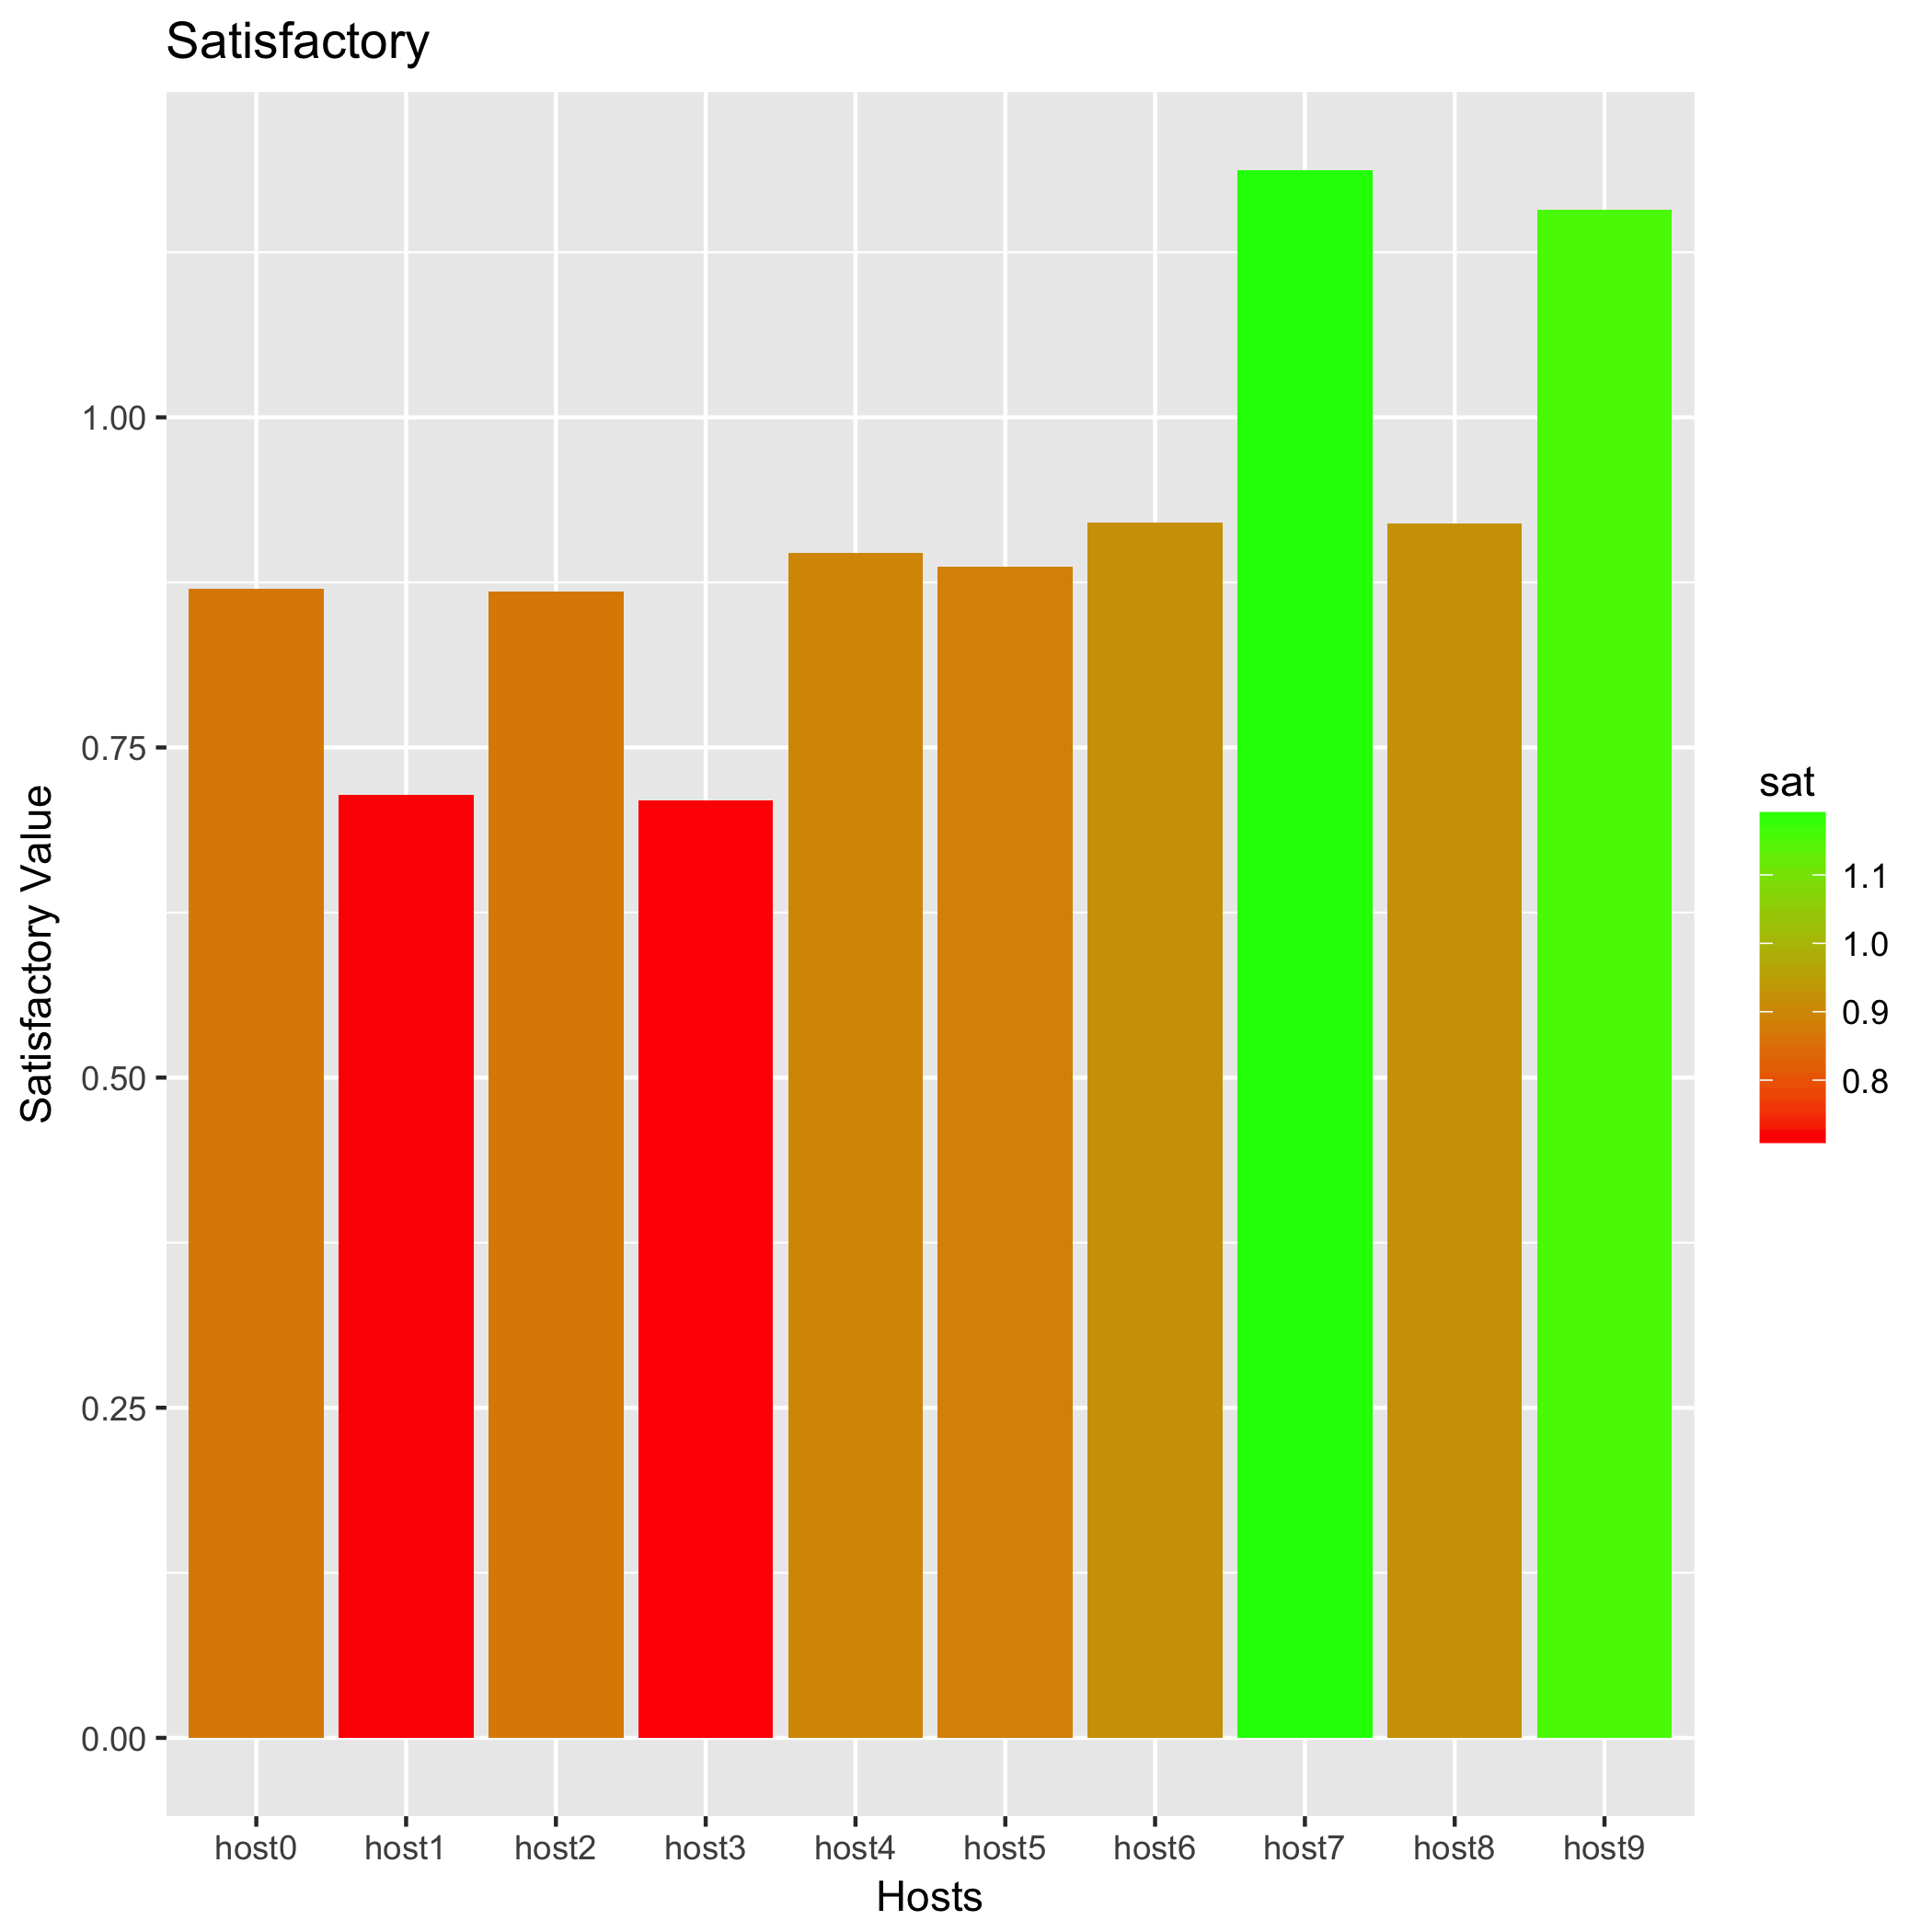 Satisfactory
Satisfactory Value
1.00
0.75
0.50
0.25
0.00
host0 host1 host2 host3 host4 host5 host6 host7 host8 host9
Hosts
sat
1.1
1.0
0.9
0.8